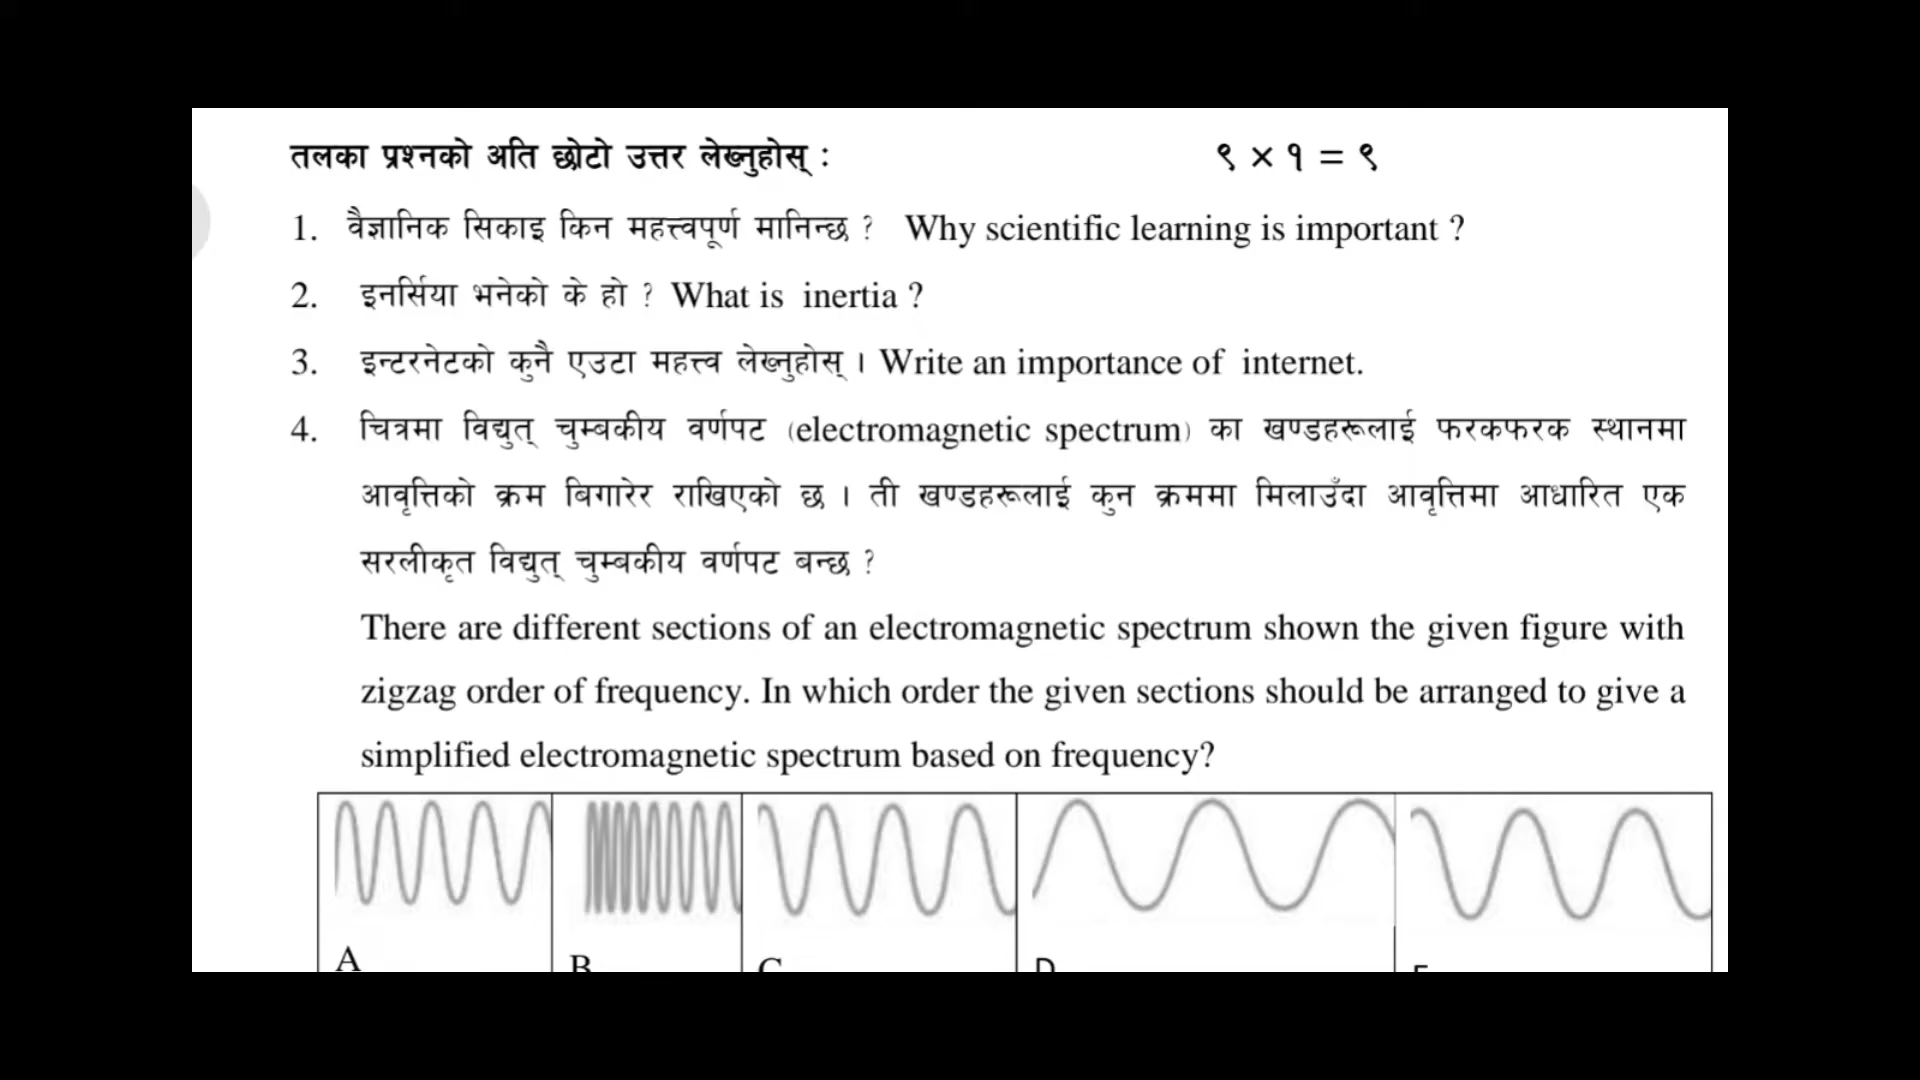 तलका प्रश्नको अति छोटो उत्तर लेख्नुहोस् : ९ × १ = ९
1. वैज्ञानिक सिकाइ किन महत्त्वपूर्ण मानिन्छ ? Why scientific learning is important ?
2. इनर्सिया भनेको के हो ? What is inertia ?
3. इन्टरनेटको कुनै एउटा महत्त्व लेख्नुहोस् । Write an importance of internet.
4. चित्रमा विद्युत् चुम्बकीय वर्णपट (electromagnetic spectrum) का खण्डहरूलाई फरकफरक स्थानमा
आवृत्तिको क्रम बिगारेर राखिएको छ । ती खण्डहरूलाई कुन क्रममा मिलाउँदा आवृत्तिमा आधारित एक
सरलीकृत विद्युत् चुम्बकीय वर्णपट बन्छ ?
There are different sections of an electromagnetic spectrum shown the given figure with
zigzag order of frequency. In which order the given sections should be arranged to give a
simplified electromagnetic spectrum based on frequency?
A B C D E